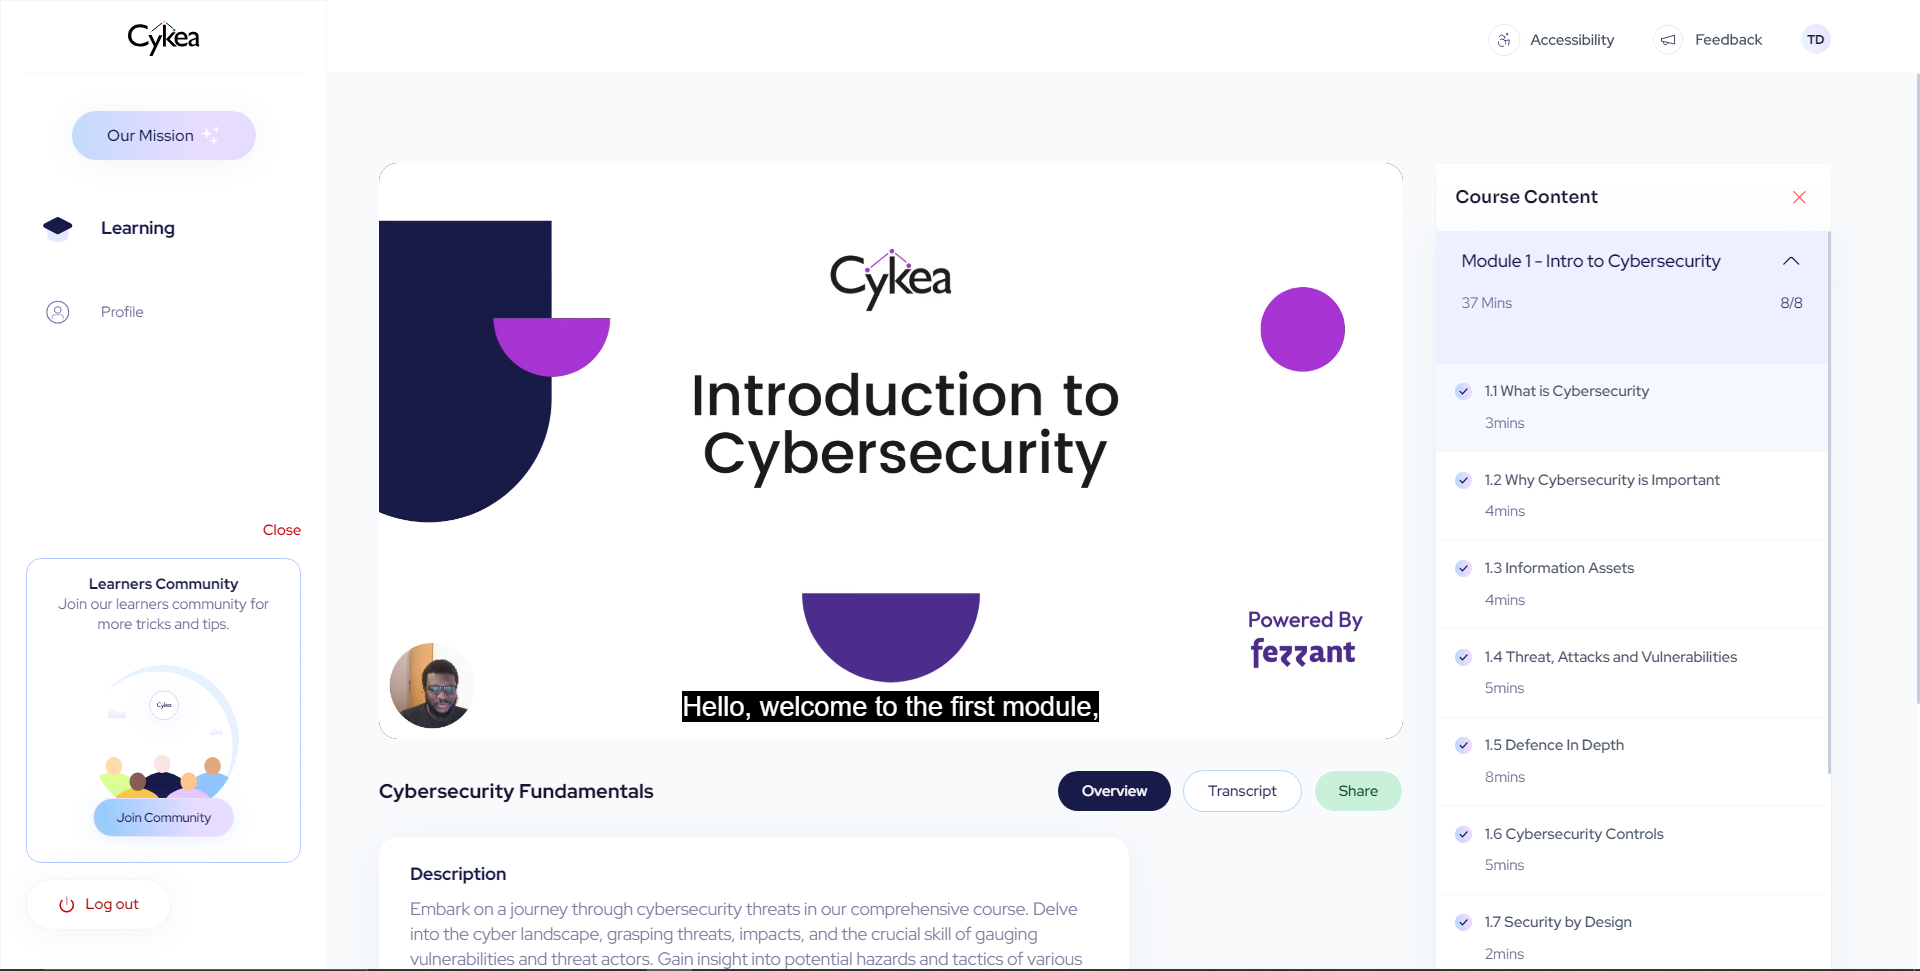 Cykea
Accessibility
Feedback
TD
Our Mission
Learning
Profile
Close
Learners Community
Join our learners community for
more tricks and tips.
Cykea
Join Community
Log out
Cykea
Introduction to
Cybersecurity
Powered By
fezzant
Hello, welcome to the first module,
Cybersecurity Fundamentals
Overview
Transcript
Share
Description
Embark on a journey through cybersecurity threats in our comprehensive course. Delve
into the cyber landscape, grasping threats, impacts, and the crucial skill of gauging
vulnerabilities and threat actors. Gain insight into potential hazards and tactics of various
Course Content
Module 1 - Intro to Cybersecurity
37 Mins
8/8
1.1 What is Cybersecurity
3mins
1.2 Why Cybersecurity is Important
4mins
1.3 Information Assets
4mins
1.4 Threat, Attacks and Vulnerabilities
5mins
1.5 Defence In Depth
8mins
1.6 Cybersecurity Controls
5mins
1.7 Security by Design
2mins